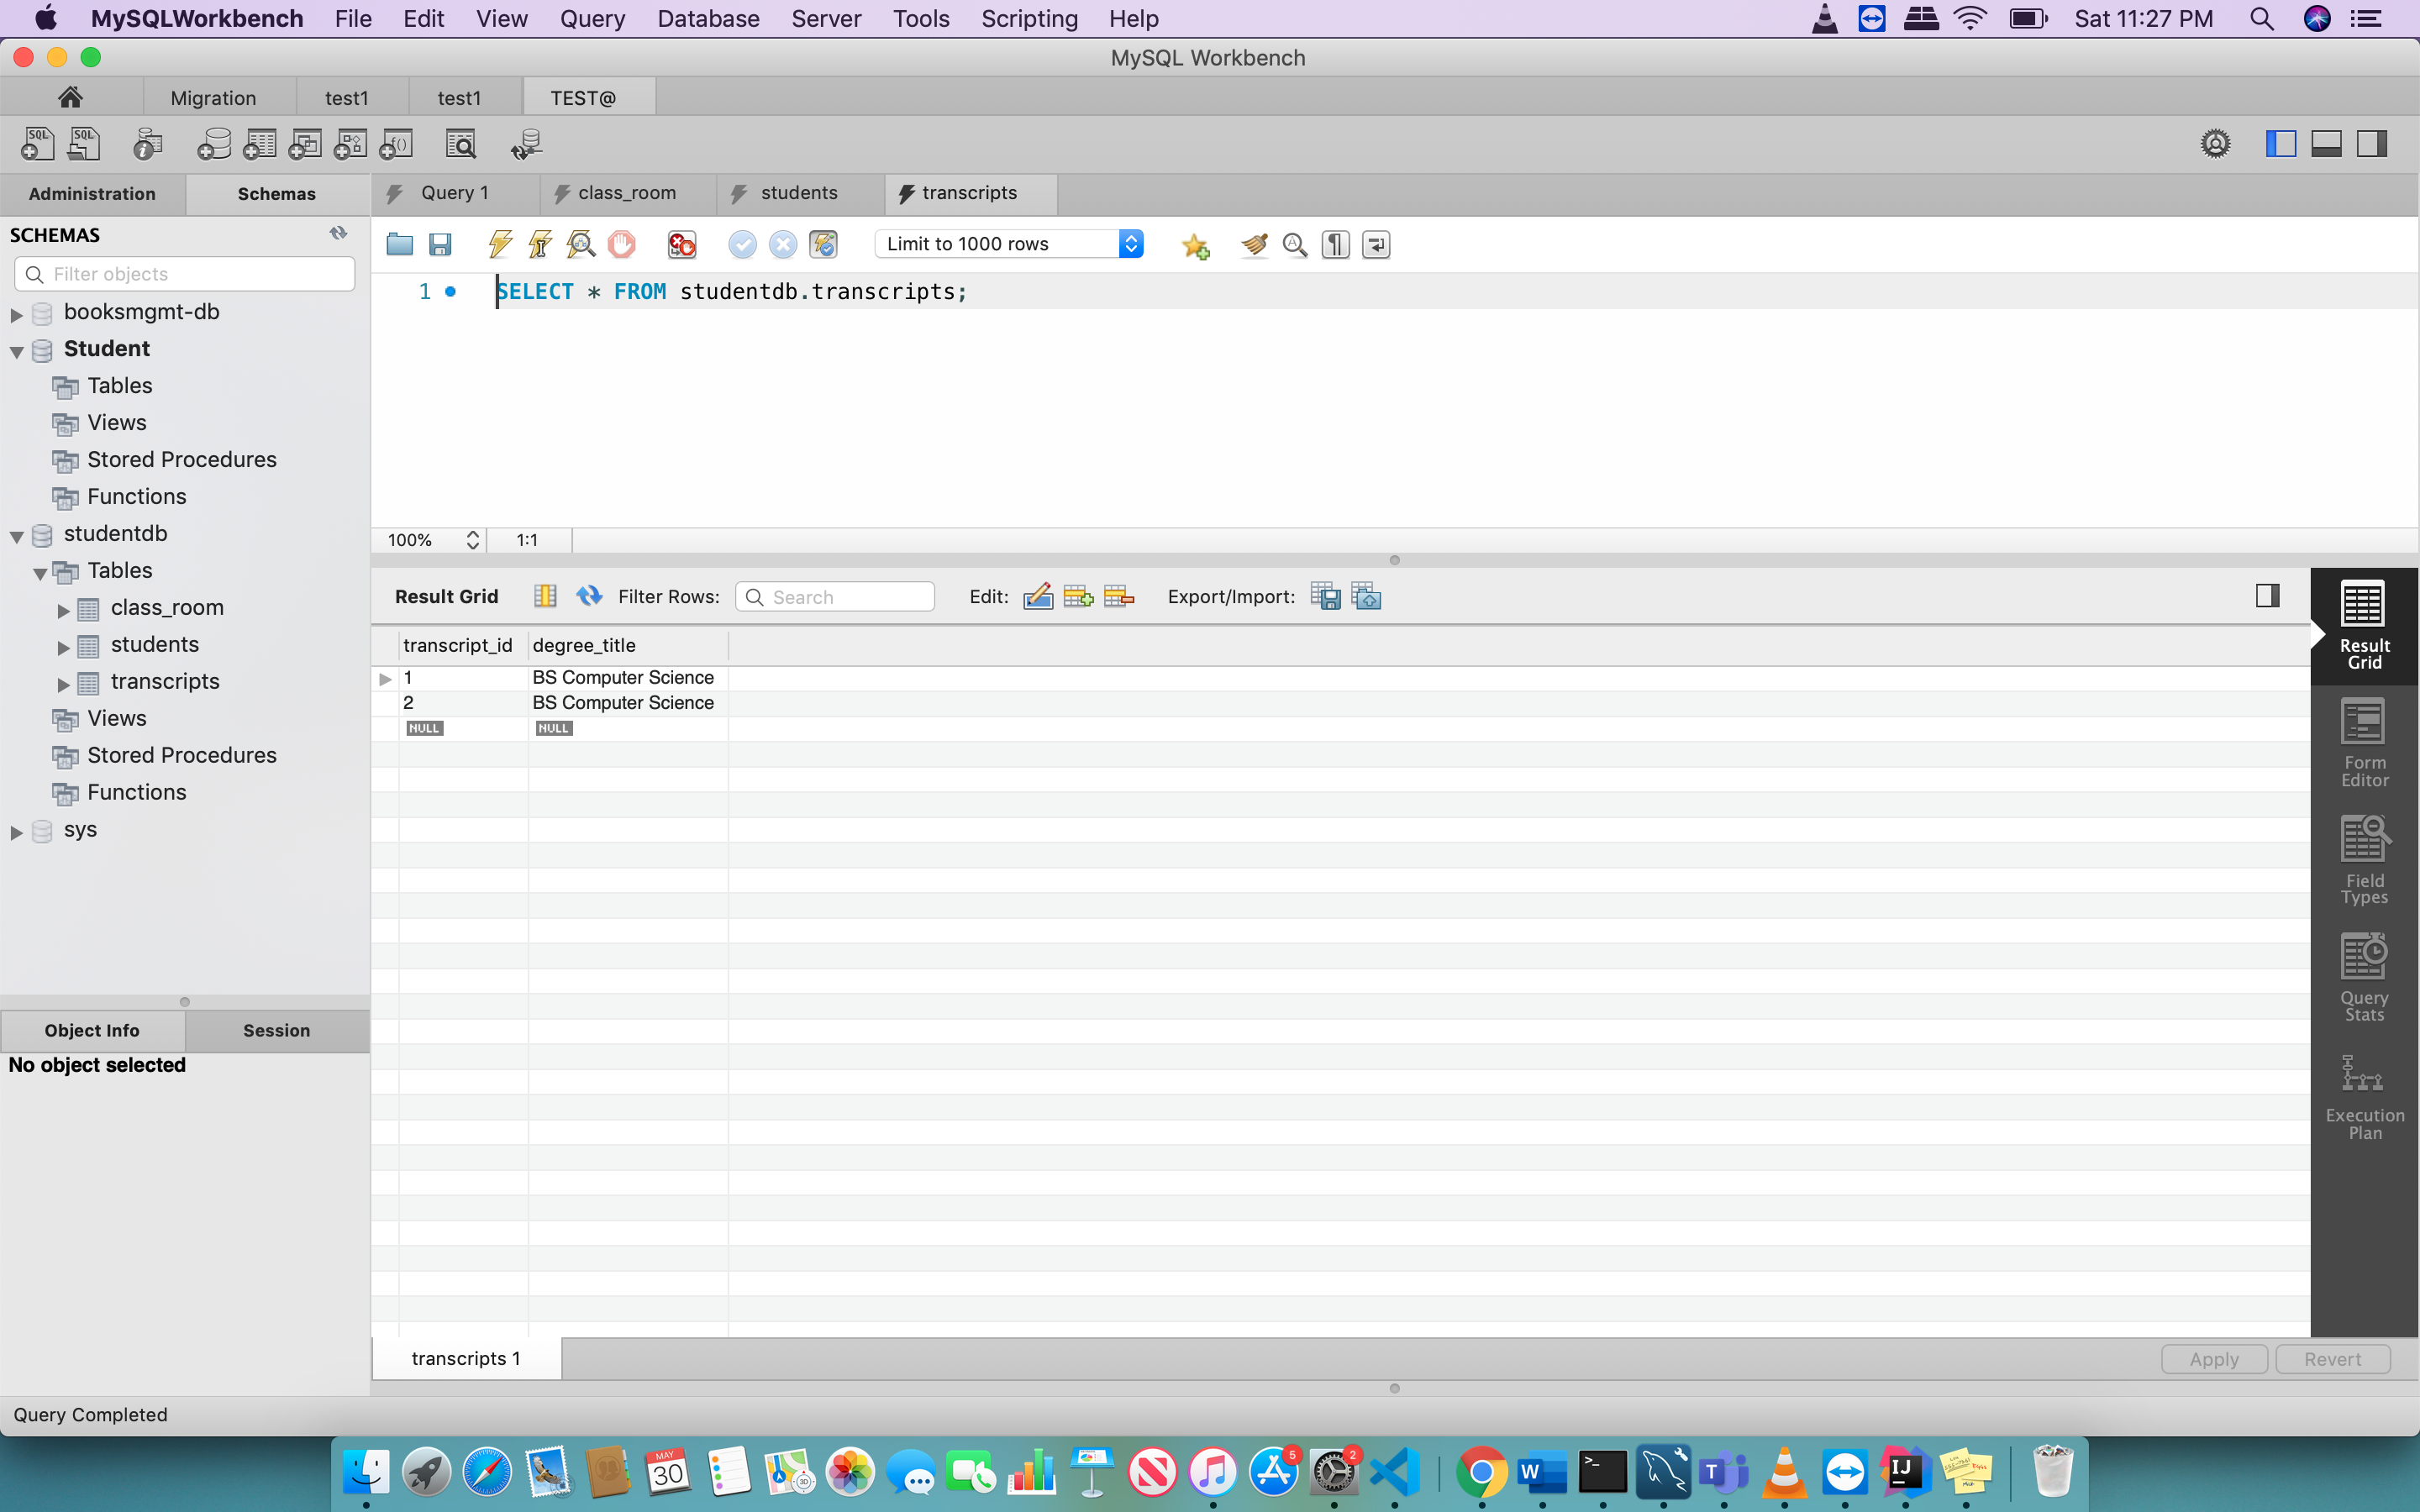 MySQLWorkbench File Edit View Query Database Server Tools Scripting Help Sat 11:27 PM
MySQL Workbench
Migration test1 test1 TEST@
Administration Schemas Query 1 class_room students transcripts
SCHEMAS
Limit to 1000 rows
Filter objects
1 SELECT * FROM studentdb.transcripts;
booksmgmt-db
Student
Tables
Views
Stored Procedures
Functions
studentdb
100% 1:1
Tables
class_room
students
transcripts
Views
Stored Procedures
Functions
sys
Result Grid Filter Rows: Search Edit: Export/Import:
transcript_id degree_title
1 BS Computer Science
2 BS Computer Science
NULL NULL
Result
Grid
Form
Editor
Field
Types
Query
Stats
Execution
Plan
Object Info Session
No object selected
transcripts 1
Apply Revert
Query Completed
MAY
30
5
2